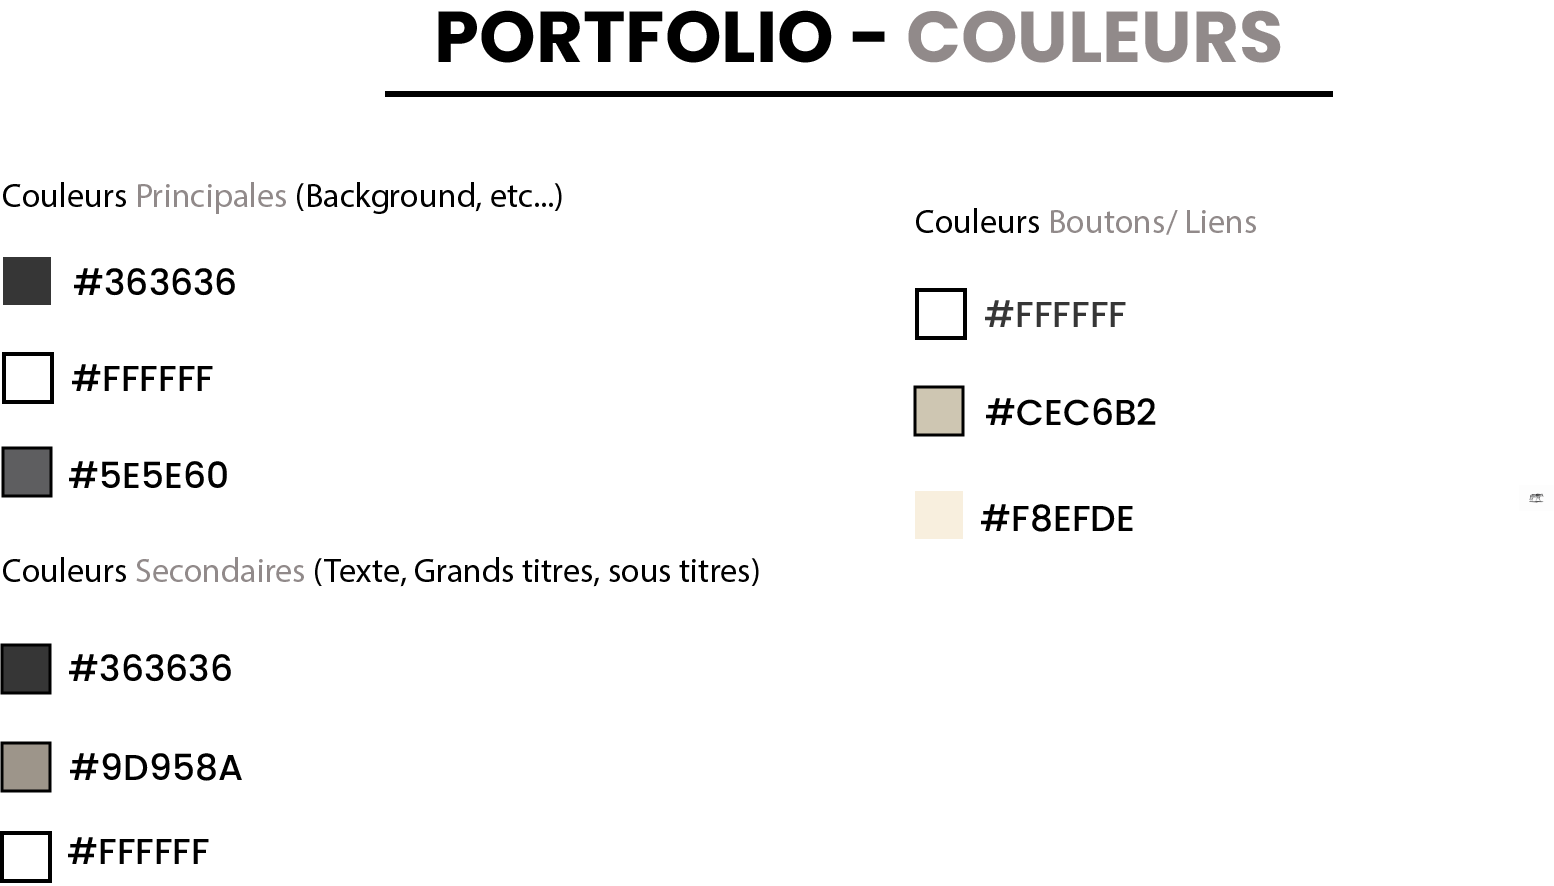 PORTFOLIO - COULEURS
Couleurs Principales (Background, etc...)
#363636
#FFFFFF
#5E5E60
Couleurs Secondaires (Texte, Grands titres, sous titres)
#363636
#9D958A
#FFFFFF
Couleurs Boutons/ Liens
#FFFFFF
#CEC6B2
#F8EFDE